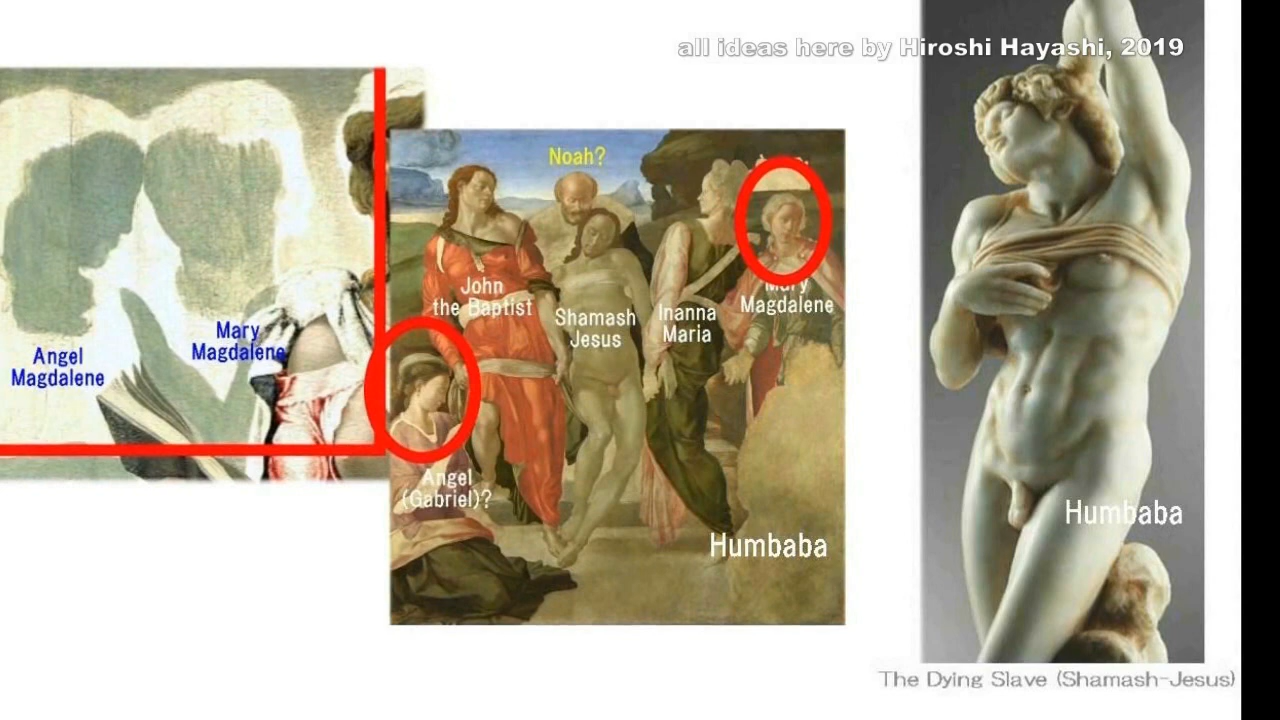 all ideas here by Hiroshi Hayashi, 2019
Noah?
John
the Baptist
Shamash
Jesus
Inanna
Maria
Mary
Magdalene
Mary
Magdalene
Angel
Magdalene
Angel
(Gabriel)?
Humbaba
Humbaba
The Dying Slave (Shamash-Jesus)